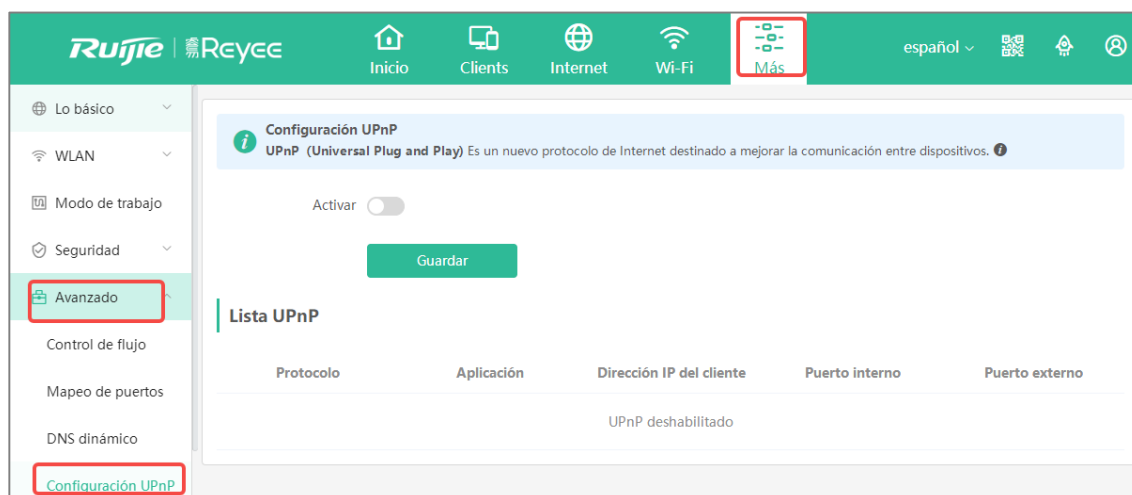 Ruijie Reyee
Inicio
Clients
Internet
Wi-Fi
Más
español
Lo básico
WLAN
Modo de trabajo
Seguridad
Avanzado
Control de flujo
Mapeo de puertos
DNS dinámico
Configuración UPnP
Configuración UPnP
UPnP (Universal Plug and Play) Es un nuevo protocolo de Internet destinado a mejorar la comunicación entre dispositivos.
Activar
Guardar
Lista UPnP
Protocolo Aplicación Dirección IP del cliente Puerto interno Puerto externo
UPnP deshabilitado